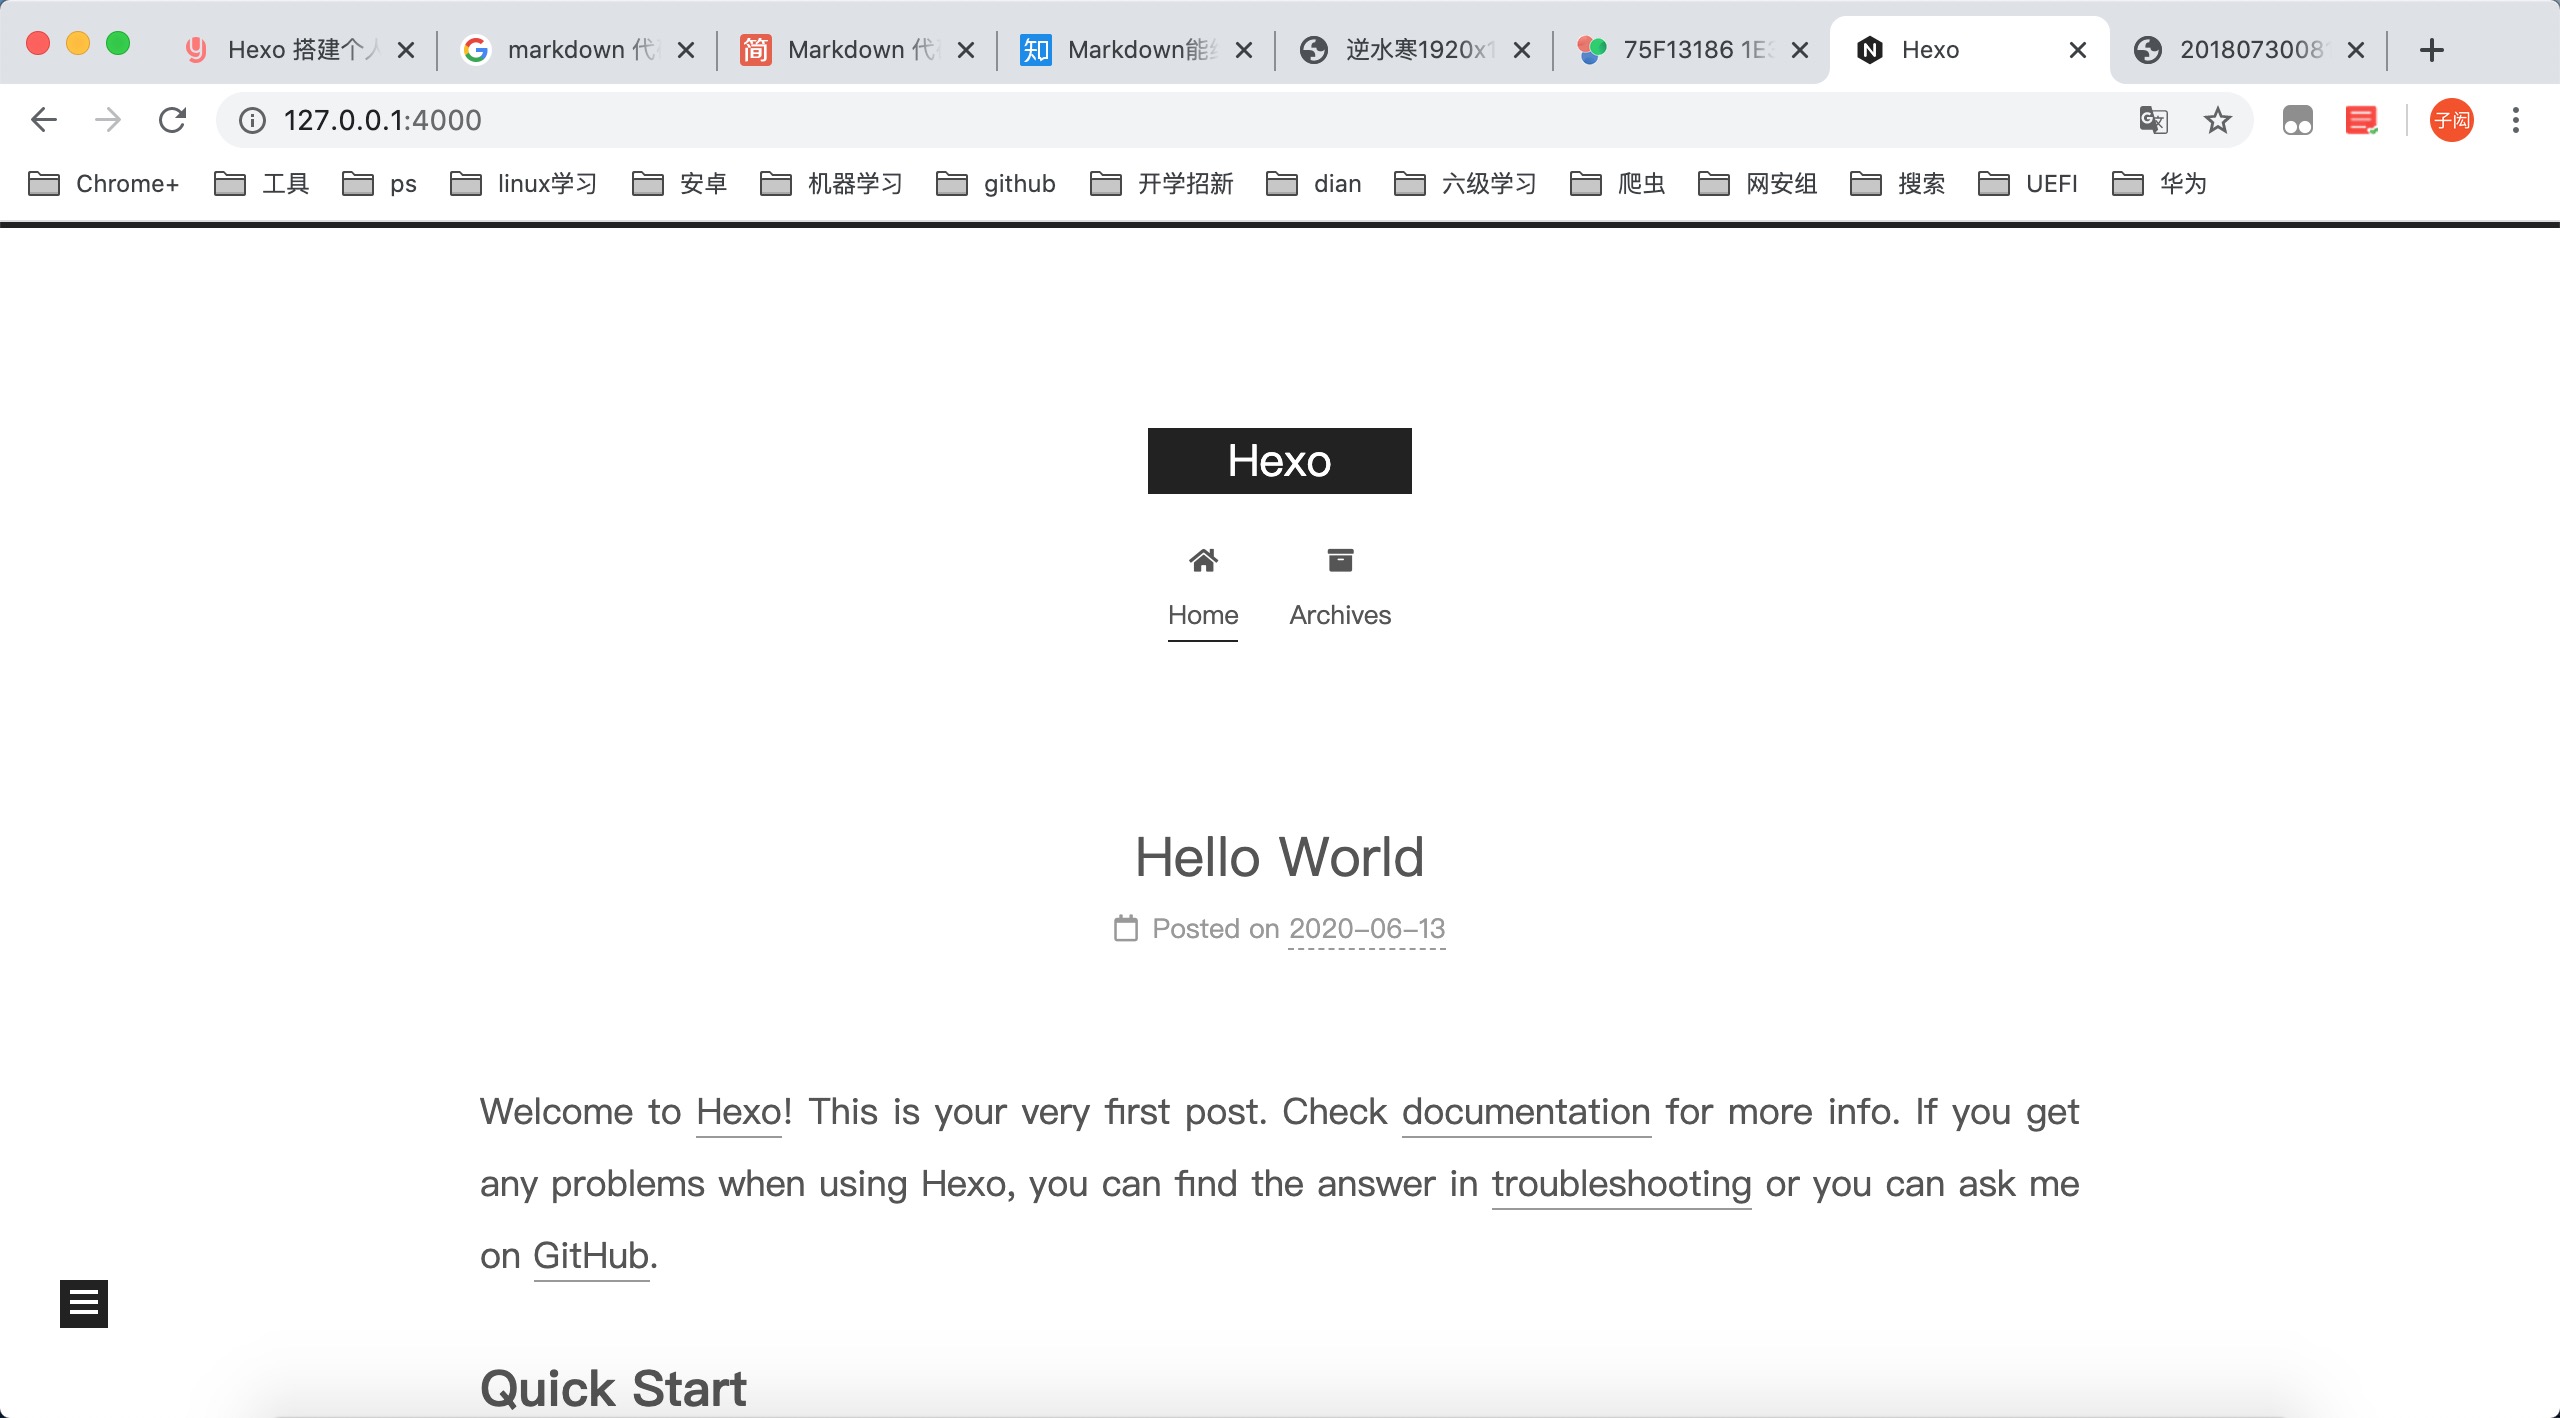 Hexo 搭建个人
markdown 代
Markdown 代
Markdown能
逆水寒1920x1
75F13186 1E3
Hexo
2018073008
127.0.0.1:4000
子闳
Chrome+ 工具 ps linux学习 安卓 机器学习 github 开学招新 dian 六级学习 爬虫 网安组 搜索 UEFI 华为
Hexo
Home Archives
Hello World
Posted on 2020-06-13
Welcome to Hexo! This is your very first post. Check documentation for more info. If you get
any problems when using Hexo, you can find the answer in troubleshooting or you can ask me
on GitHub.
Quick Start